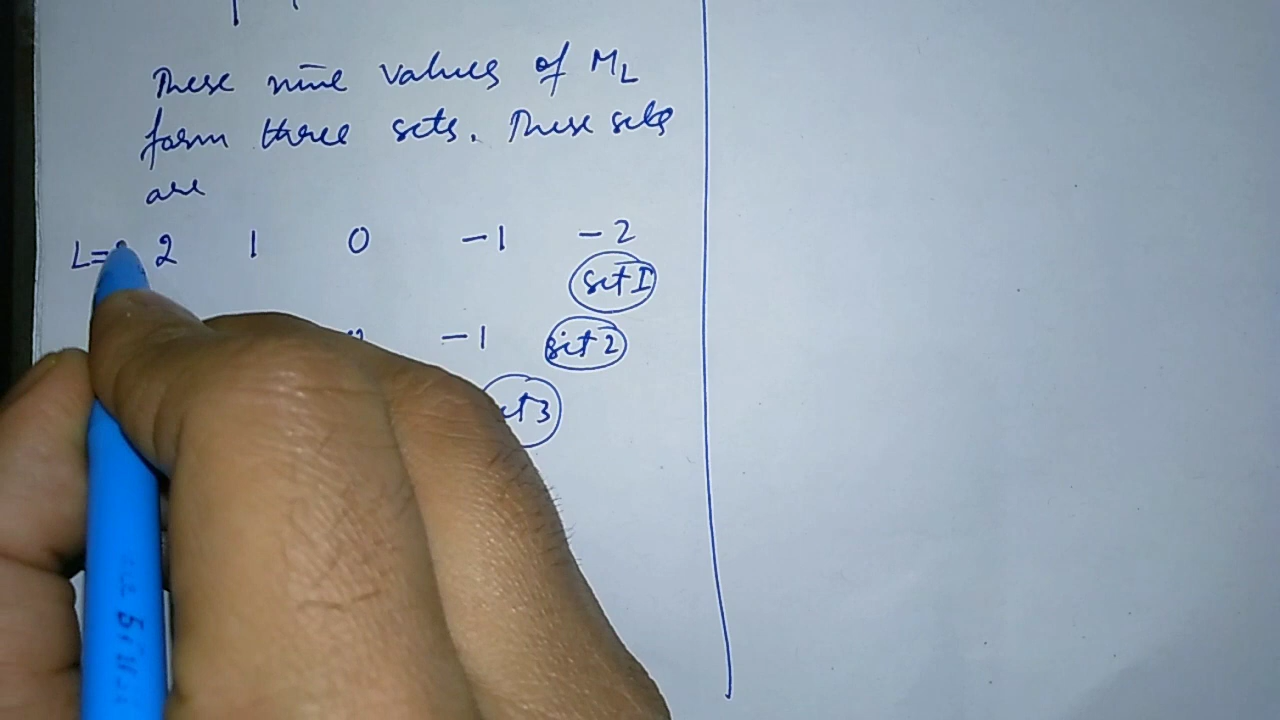 These nine values of ML
form three sets. These sets
are
L= 2 1 0 -1 -2
set I
-1 set 2